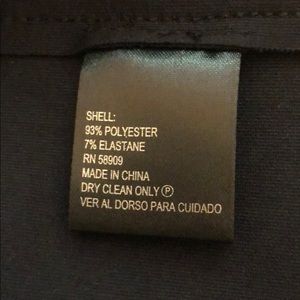 SHELL:
93% POLYESTER
7% ELASTANE
RN 58909
MADE IN CHINA
DRY CLEAN ONLY Ⓟ
VER AL DORSO PARA CUIDADO